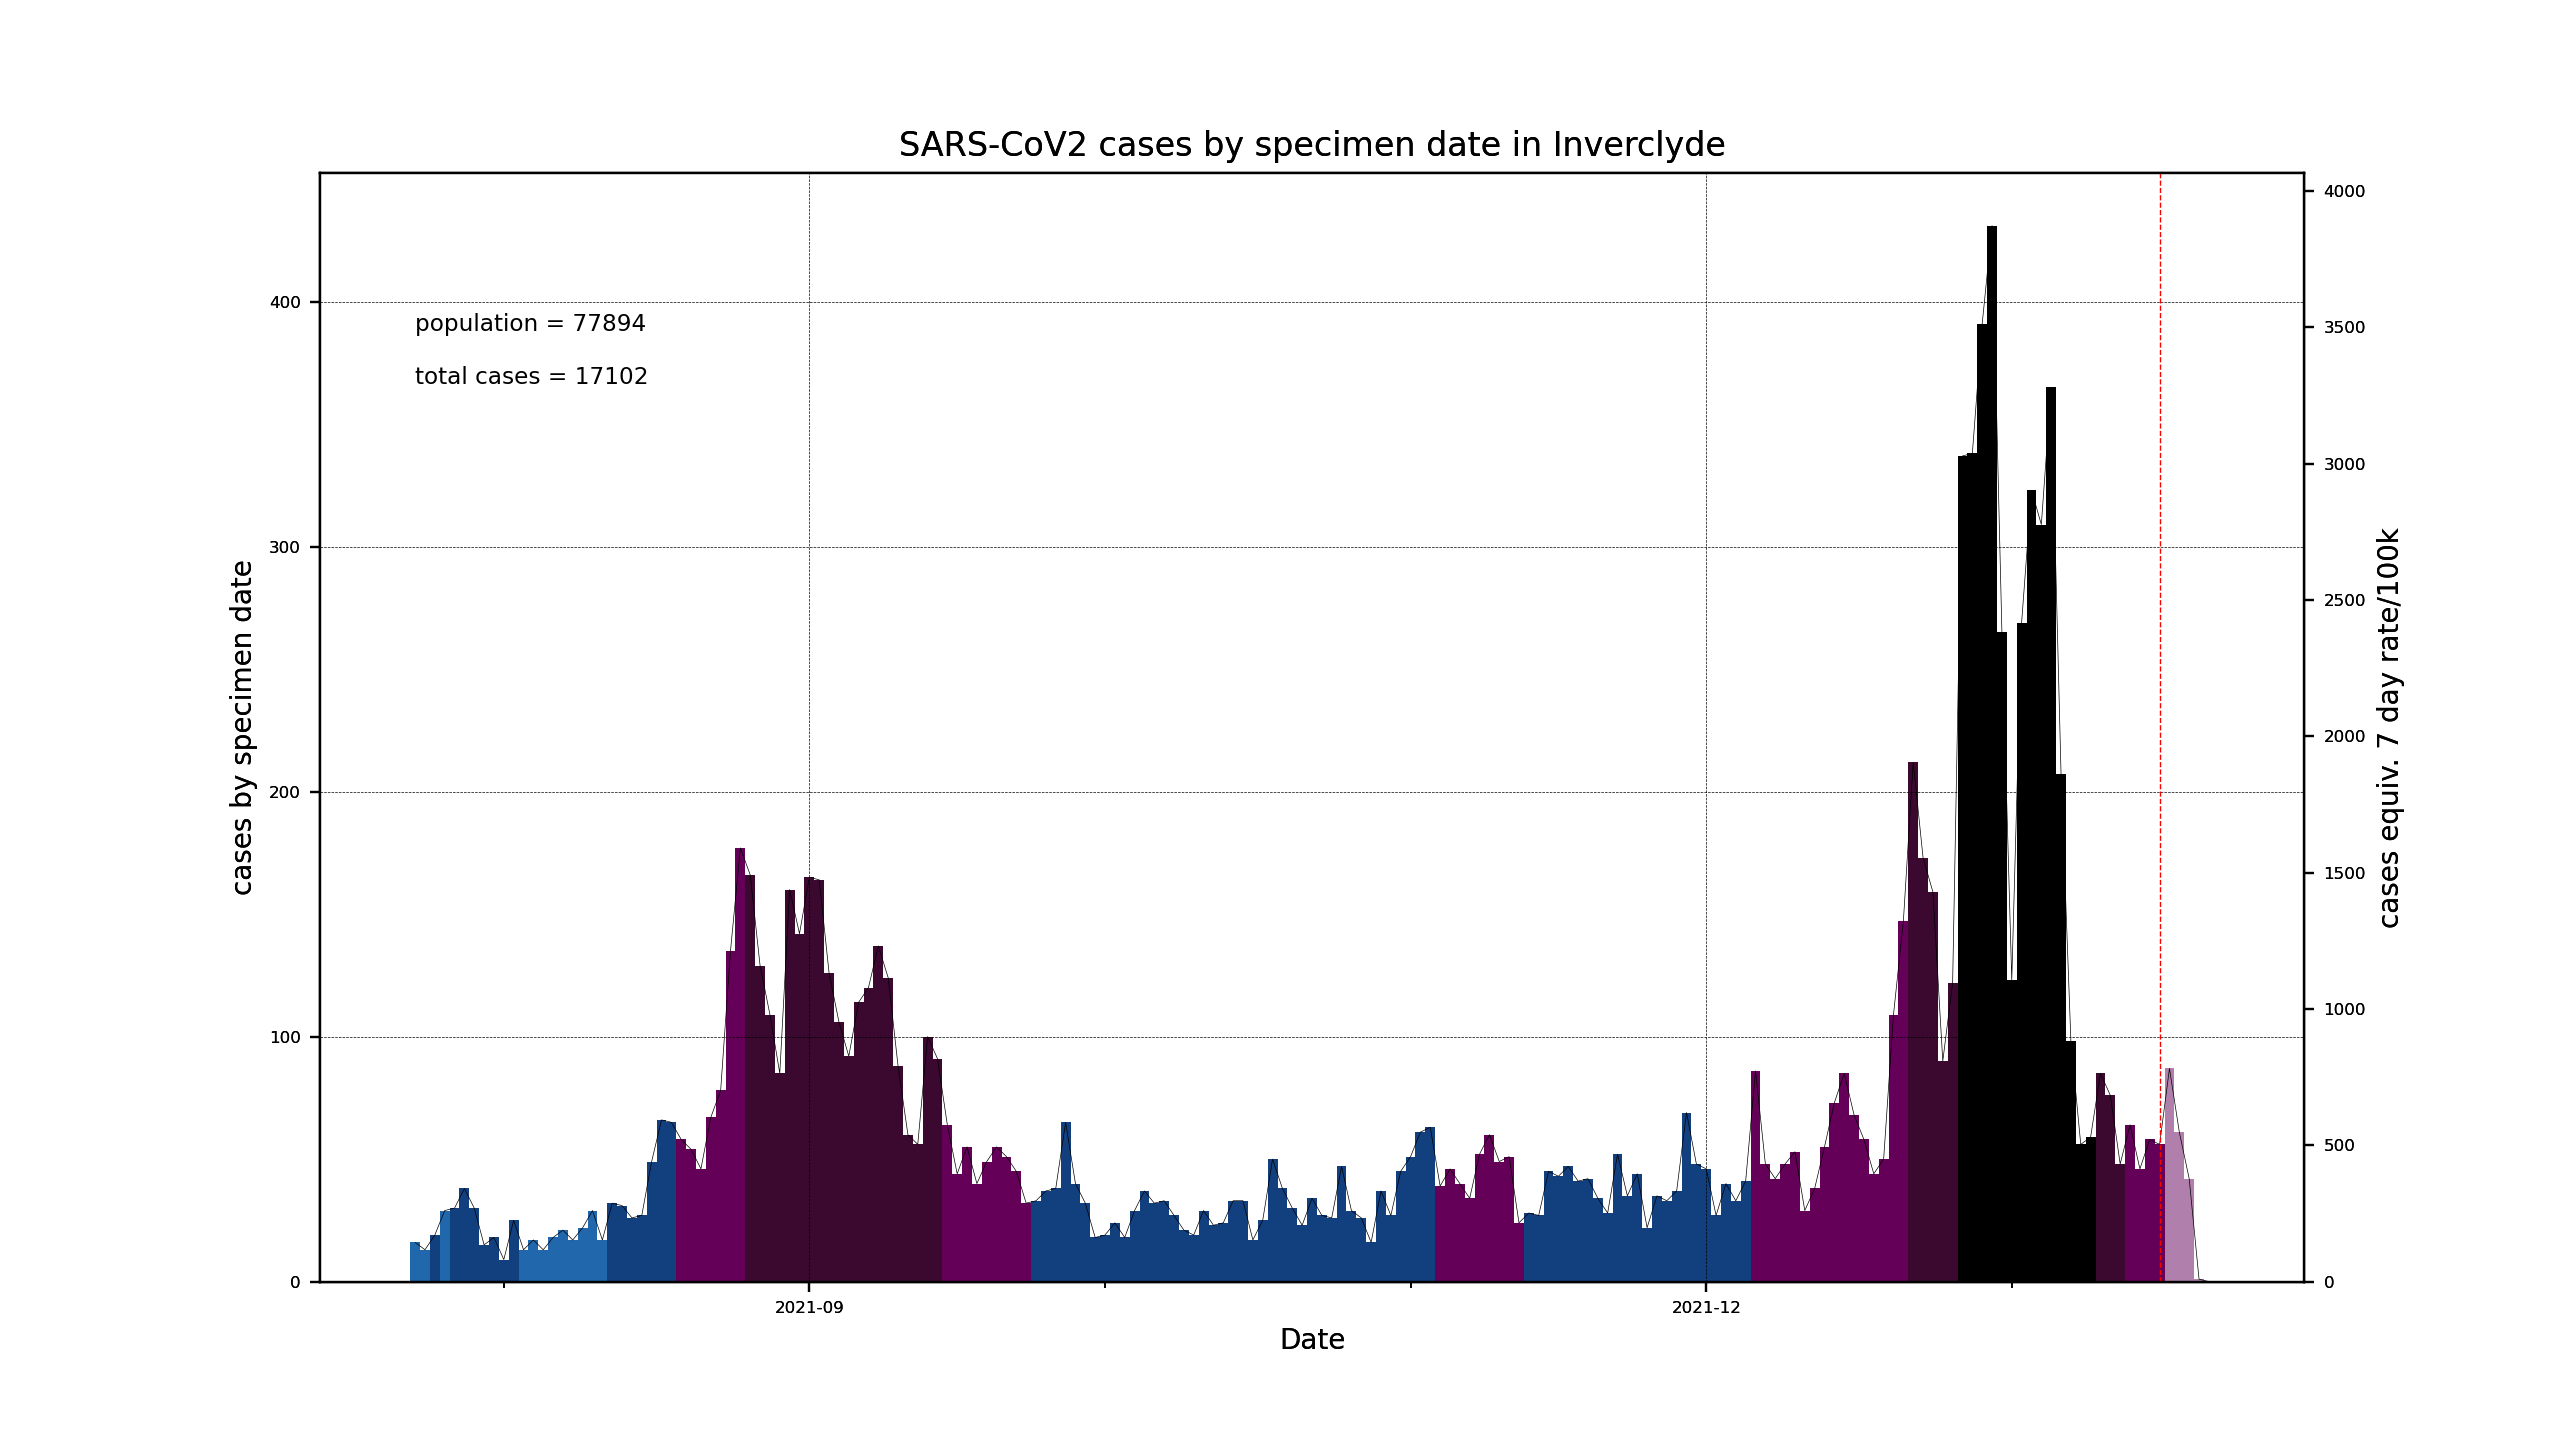 SARS-CoV2 cases by specimen date in Inverclyde
population = 77894
total cases = 17102
cases by specimen date
400
300
200
100
0
4000
3500
3000
2500
2000
1500
1000
500
0
cases equiv. 7 day rate/100k
2021-09
2021-12
Date